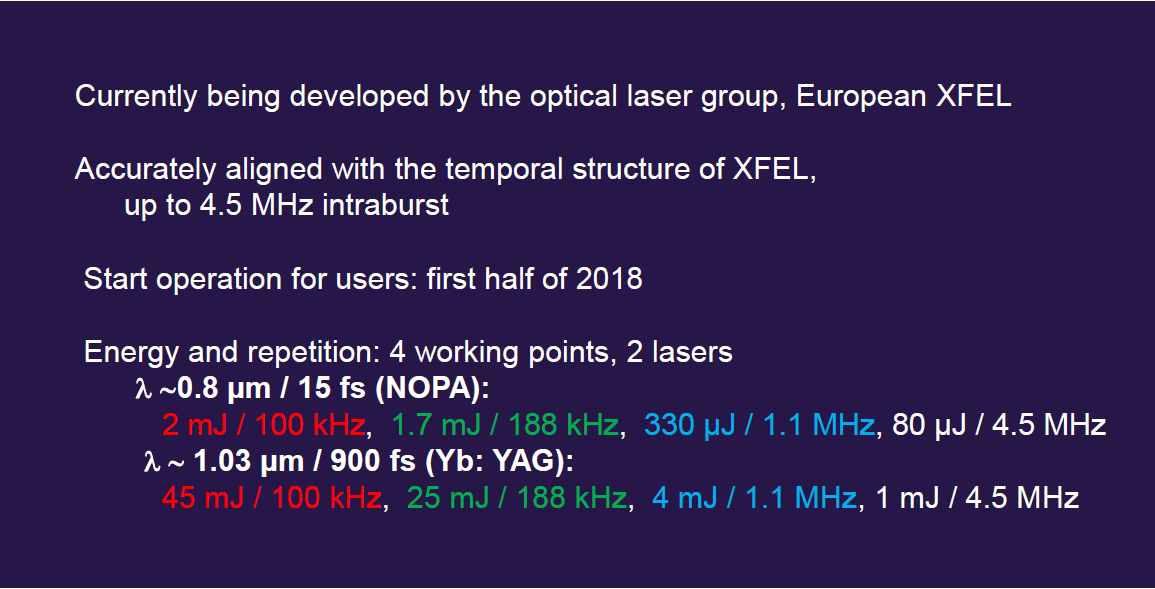 Currently being developed by the optical laser group, European XFEL
Accurately aligned with the temporal structure of XFEL,
up to 4.5 MHz intraburst
Start operation for users: first half of 2018
Energy and repetition: 4 working points, 2 lasers
λ ~0.8 µm / 15 fs (NOPA):
2 mJ / 100 kHz, 1.7 mJ / 188 kHz, 330 µJ / 1.1 MHz, 80 µJ / 4.5 MHz
λ ~ 1.03 µm / 900 fs (Yb: YAG):
45 mJ / 100 kHz, 25 mJ / 188 kHz, 4 mJ / 1.1 MHz, 1 mJ / 4.5 MHz